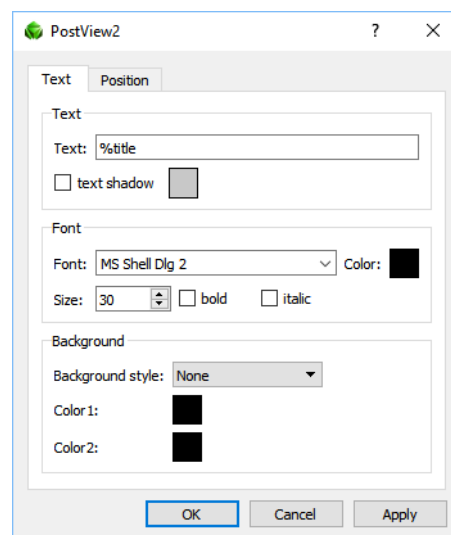 PostView2 ?
Text Position
Text
Text: %title
text shadow
Font
Font: MS Shell Dlg 2 Color:
Size: 30 bold italic
Background
Background style: None
Color1:
Color2:
OK Cancel Apply